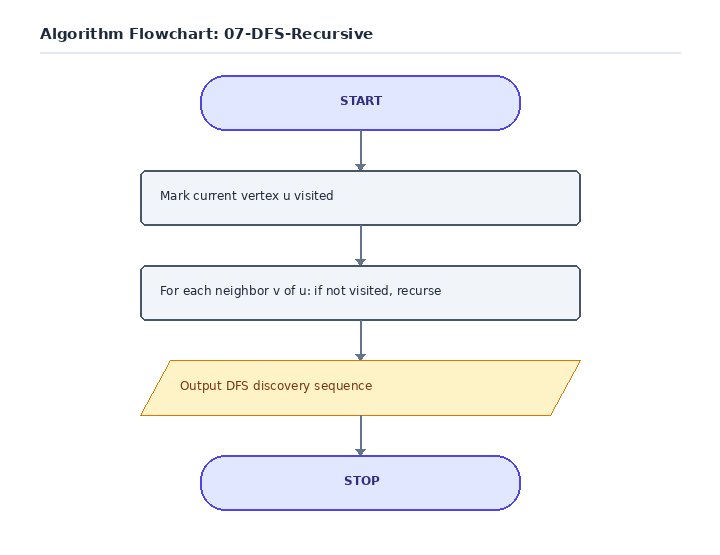 Algorithm Flowchart: 07-DFS-Recursive
START
Mark current vertex u visited
For each neighbor v of u: if not visited, recurse
Output DFS discovery sequence
STOP